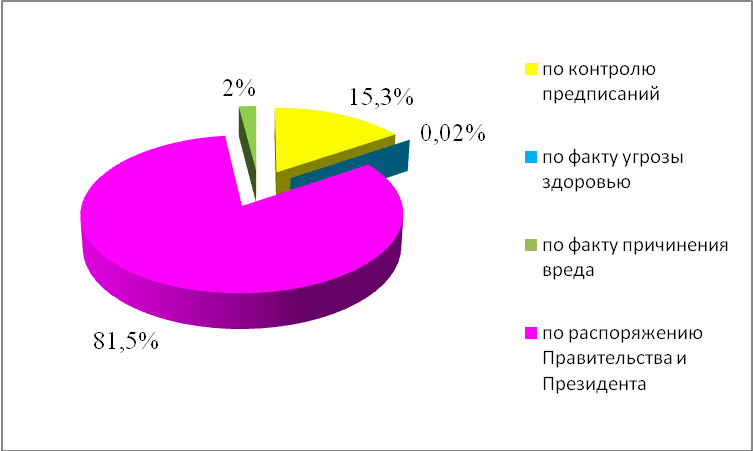 2%
15,3%
0,02%
81,5%
по контролю
предписаний
по факту угрозы
здоровью
по факту причинения
вреда
по распоряжению
Правительства и
Президента